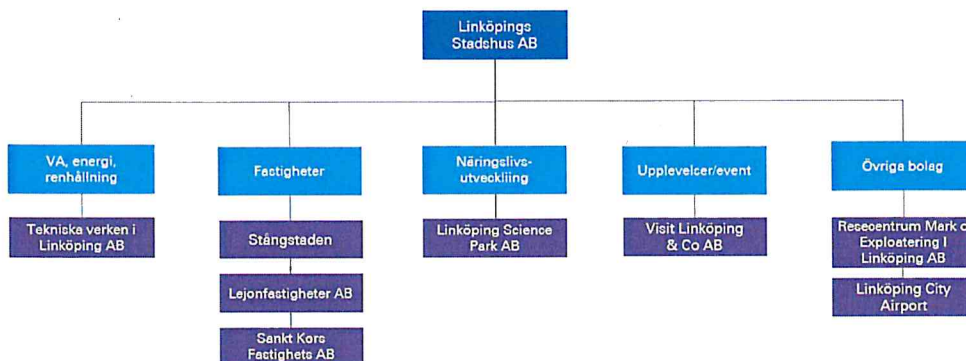 Linköpings
Stadshus AB
VA, energi,
renhållning
Fastigheter
Näringslivs-
utveckliing
Upplevelser/event
Övriga bolag
Tekniska verken i
Linköping AB
Stångstaden
Lejonfastigheter AB
Sankt Kors
Fastighets AB
Linköping Science
Park AB
Visit Linköping
& Co AB
Resecentrum Mark o
Exploatering I
Linköping AB
Linköping City
Airport